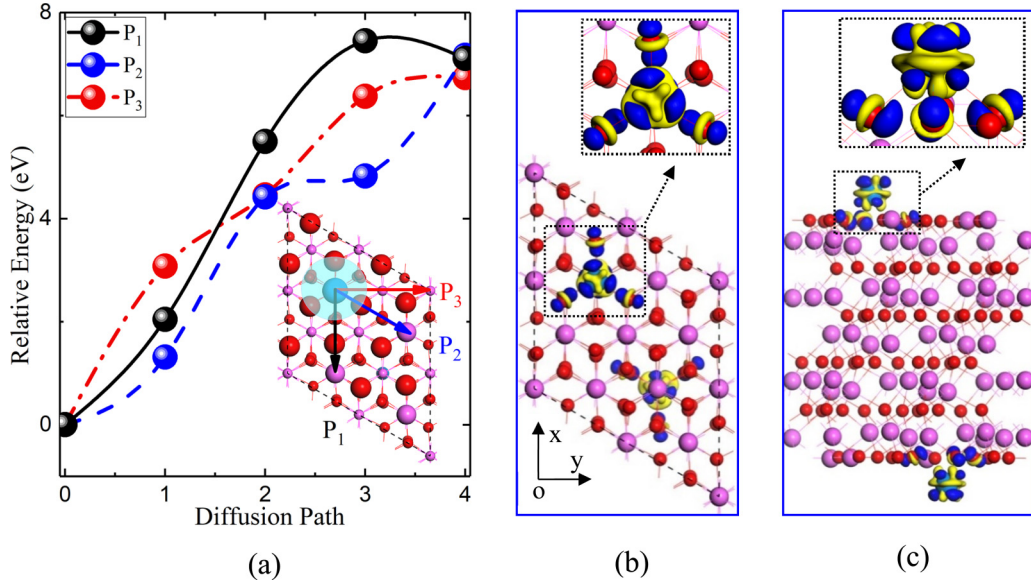 8
4
0
Relative Energy (eV)
P₁
P₂
P₃
P₃
P₂
P₁
0 1 2 3 4
Diffusion Path
x
y
o
(a)
(b)
(c)